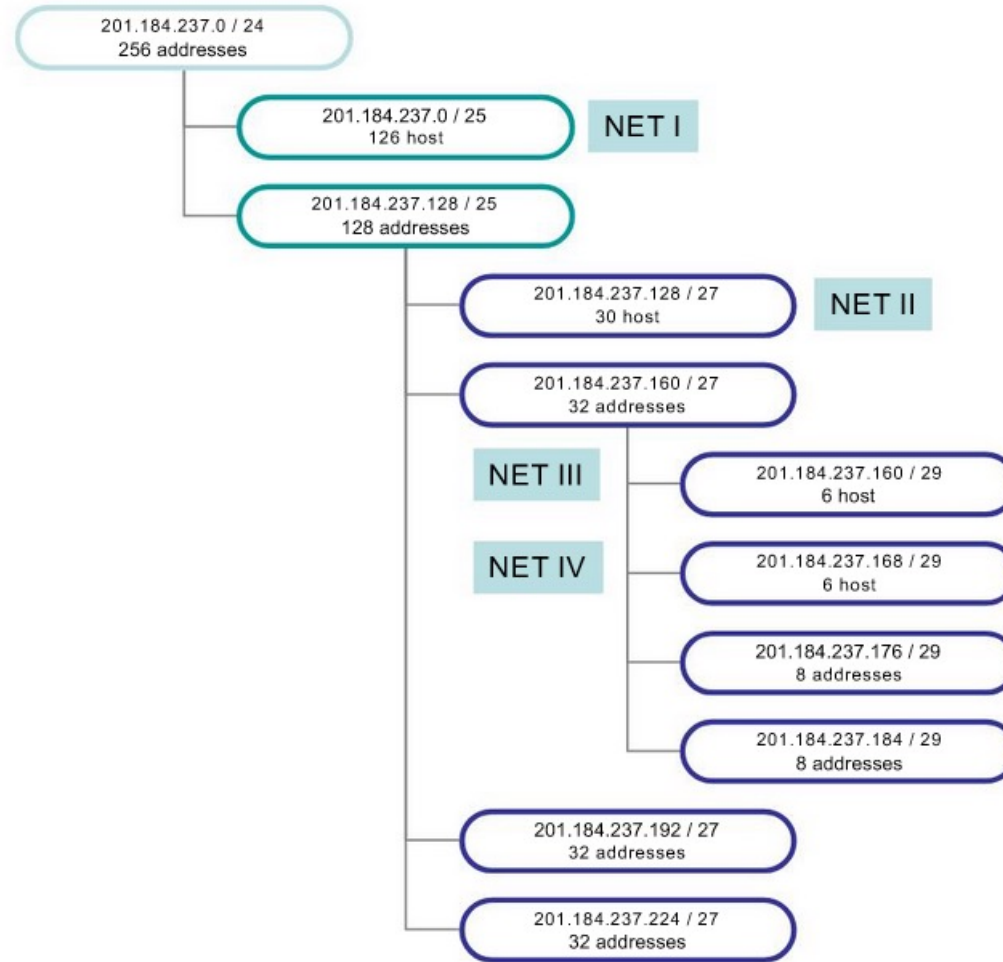 201.184.237.0 / 24
256 addresses
201.184.237.0 / 25
126 host
NET I
201.184.237.128 / 25
128 addresses
201.184.237.128 / 27
30 host
NET II
201.184.237.160 / 27
32 addresses
NET III
201.184.237.160 / 29
6 host
NET IV
201.184.237.168 / 29
6 host
201.184.237.176 / 29
8 addresses
201.184.237.184 / 29
8 addresses
201.184.237.192 / 27
32 addresses
201.184.237.224 / 27
32 addresses